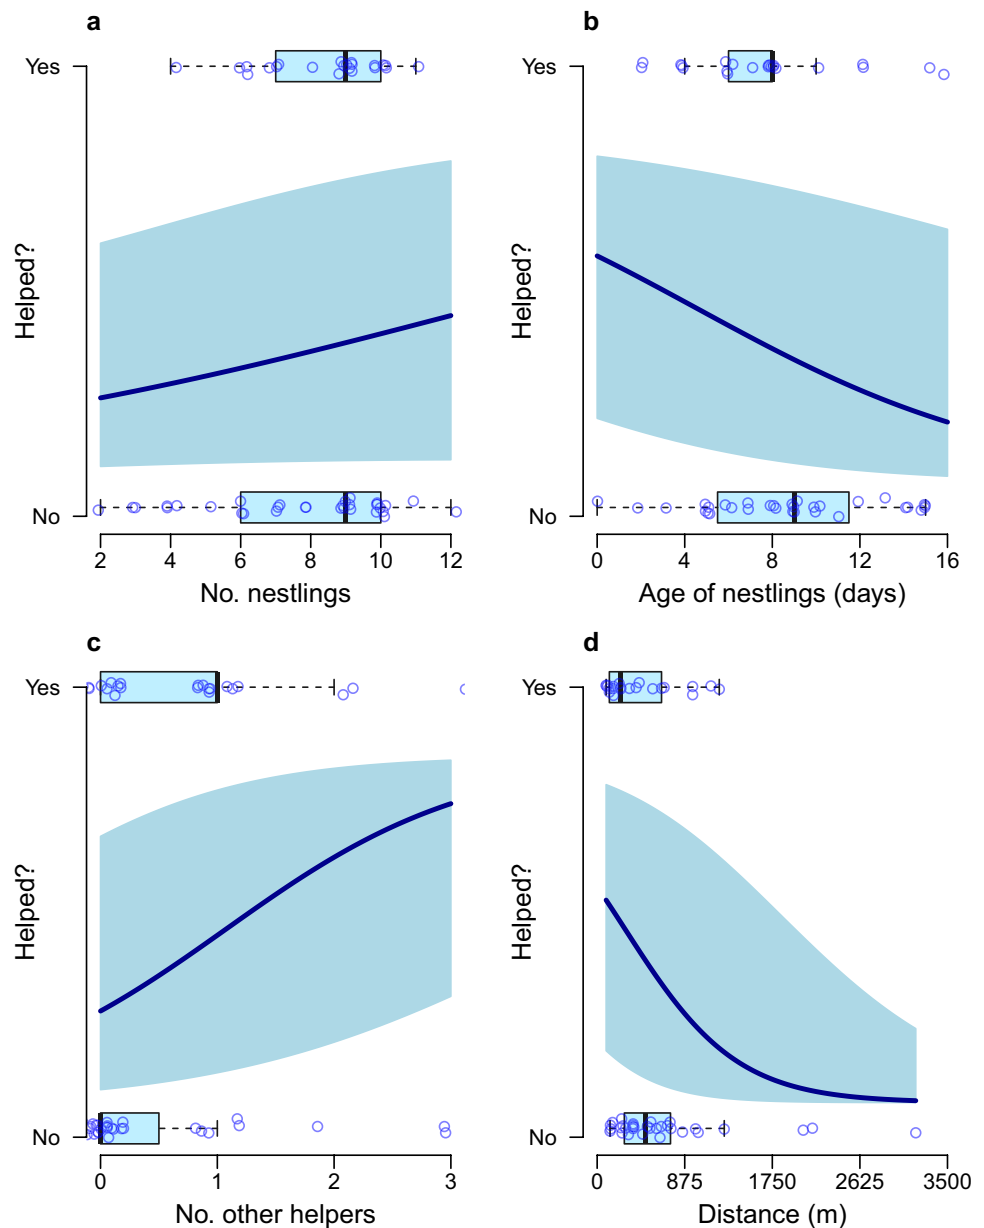 a
Yes
Helped?
No
2 4 6 8 10 12
No. nestlings
b
Yes
Helped?
No
0 4 8 12 16
Age of nestlings (days)
c
Yes
Helped?
No
0 1 2 3
No. other helpers
d
Yes
Helped?
No
0 875 1750 2625 3500
Distance (m)